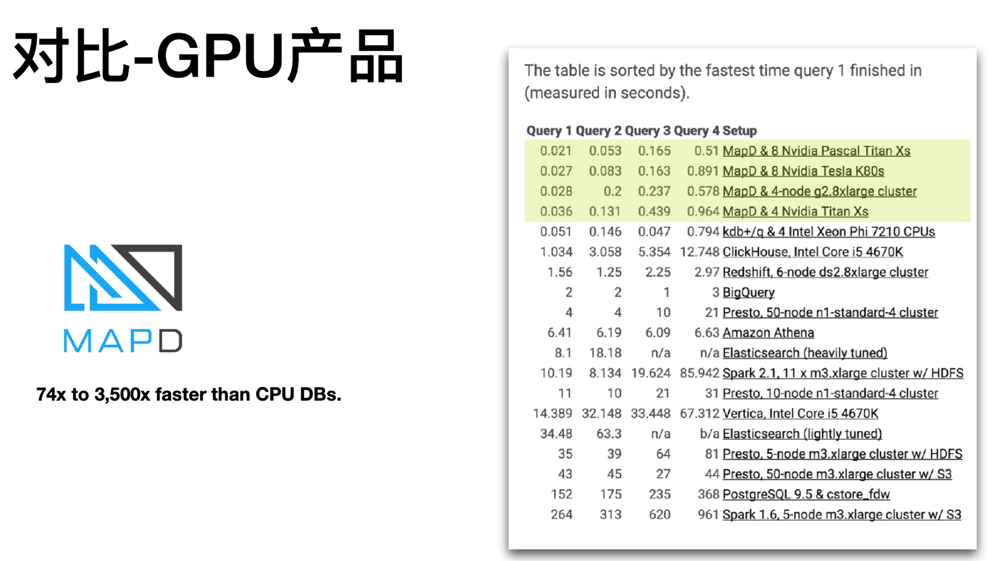 对比-GPU产品
MAPD
74x to 3,500x faster than CPU DBs.
The table is sorted by the fastest time query 1 finished in
(measured in seconds).
Query 1 Query 2 Query 3 Query 4 Setup
0.021 0.053 0.165 0.51 MapD & 8 Nvidia Pascal Titan Xs
0.027 0.083 0.163 0.891 MapD & 8 Nvidia Tesla K80s
0.028 0.2 0.237 0.578 MapD & 4-node g2.8xlarge cluster
0.036 0.131 0.439 0.964 MapD & 4 Nvidia Titan Xs
0.051 0.146 0.047 0.794 kdb+/q & 4 Intel Xeon Phi 7210 CPUs
1.034 3.058 5.354 12.748 ClickHouse, Intel Core i5 4670K
1.56 1.25 2.25 2.97 Redshift, 6-node ds2.8xlarge cluster
2 2 1 3 BigQuery
4 4 10 21 Presto, 50-node n1-standard-4 cluster
6.41 6.19 6.09 6.63 Amazon Athena
8.1 18.18 n/a n/a Elasticsearch (heavily tuned)
10.19 8.134 19.624 85.942 Spark 2.1, 11 x m3.xlarge cluster w/ HDFS
11 10 21 31 Presto, 10-node n1-standard-4 cluster
14.389 32.148 33.448 67.312 Vertica, Intel Core i5 4670K
34.48 63.3 n/a b/a Elasticsearch (lightly tuned)
35 39 64 81 Presto, 5-node m3.xlarge cluster w/ HDFS
43 45 27 44 Presto, 50-node m3.xlarge cluster w/ S3
152 175 235 368 PostgreSQL 9.5 & cstore_fdw
264 313 620 961 Spark 1.6, 5-node m3.xlarge cluster w/ S3